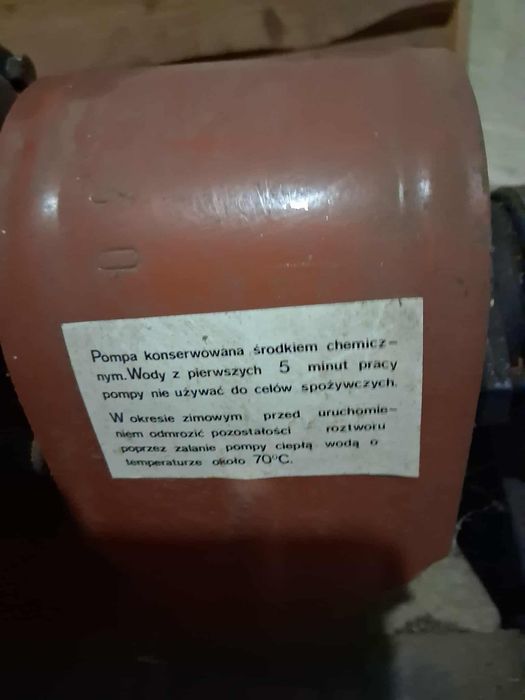 Pompa konserwowana środkiem chemicz=
nym. Wody z pierwszych 5 minut pracy
pompy nie używać do celów spożywczych.
W okresie zimowym przed uruchomie=
niem odmrozić pozostałości roztworu
poprzez zalanie pompy ciepłą wodą o
temperaturze około 70°C.